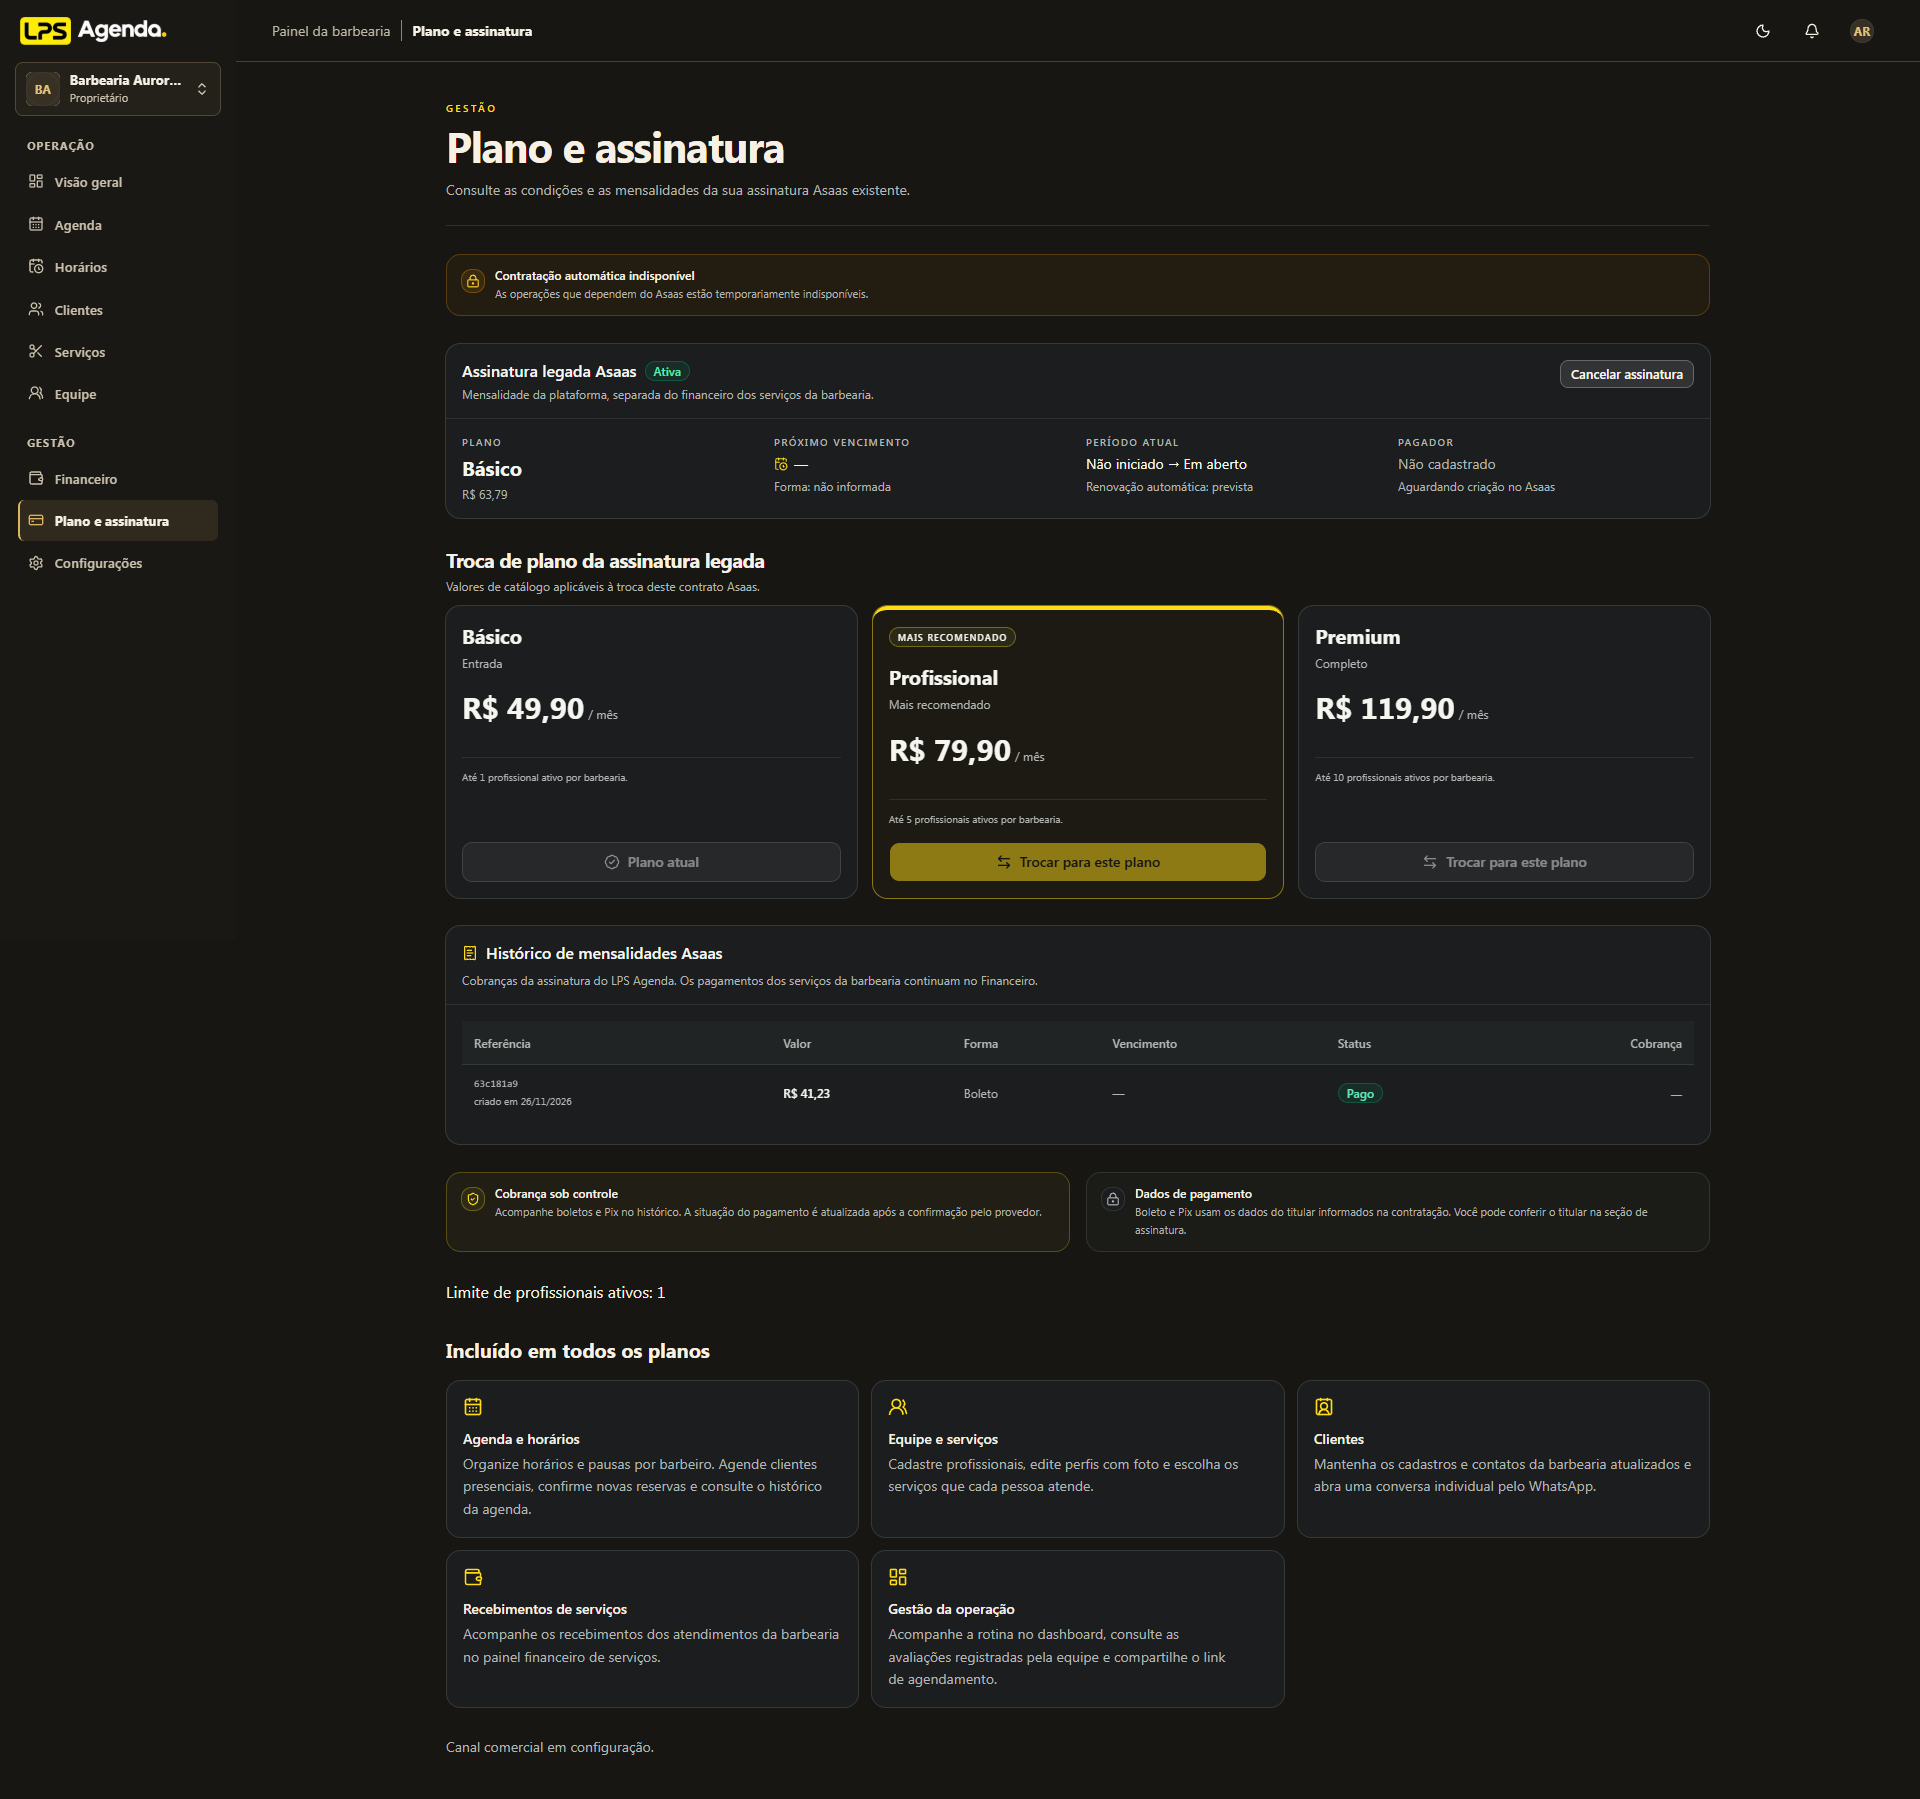 LPS Agenda.
Painel da barbearia
Plano e assinatura
AR
BA
Barbearia Auror...
Proprietário
OPERAÇÃO
Visão geral
Agenda
Horários
Clientes
Serviços
Equipe
GESTÃO
Financeiro
Plano e assinatura
Configurações
GESTÃO
Plano e assinatura
Consulte as condições e as mensalidades da sua assinatura Asaas existente.
Contratação automática indisponível
As operações que dependem do Asaas estão temporariamente indisponíveis.
Assinatura legada Asaas
Ativa
Mensalidade da plataforma, separada do financeiro dos serviços da barbearia.
Cancelar assinatura
PLANO
Básico
R$ 63,79
PRÓXIMO VENCIMENTO
—
Forma: não informada
PERÍODO ATUAL
Não iniciado → Em aberto
Renovação automática: prevista
PAGADOR
Não cadastrado
Aguardando criação no Asaas
Troca de plano da assinatura legada
Valores de catálogo aplicáveis à troca deste contrato Asaas.
Básico
Entrada
R$ 49,90 / mês
Até 1 profissional ativo por barbearia.
Plano atual
MAIS RECOMENDADO
Profissional
Mais recomendado
R$ 79,90 / mês
Até 5 profissionais ativos por barbearia.
Trocar para este plano
Premium
Completo
R$ 119,90 / mês
Até 10 profissionais ativos por barbearia.
Trocar para este plano
Histórico de mensalidades Asaas
Cobranças da assinatura do LPS Agenda. Os pagamentos dos serviços da barbearia continuam no Financeiro.
Referência Valor Forma Vencimento Status Cobrança
63c181a9
criado em 26/11/2026
R$ 41,23 Boleto — Pago —
Cobrança sob controle
Acompanhe boletos e Pix no histórico. A situação do pagamento é atualizada após a confirmação pelo provedor.
Dados de pagamento
Boleto e Pix usam os dados do titular informados na contratação. Você pode conferir o titular na seção de
assinatura.
Limite de profissionais ativos: 1
Incluído em todos os planos
Agenda e horários
Organize horários e pausas por barbeiro. Agende clientes
presenciais, confirme novas reservas e consulte o histórico
da agenda.
Equipe e serviços
Cadastre profissionais, edite perfis com foto e escolha os
serviços que cada pessoa atende.
Clientes
Mantenha os cadastros e contatos da barbearia atualizados e
abra uma conversa individual pelo WhatsApp.
Recebimentos de serviços
Acompanhe os recebimentos dos atendimentos da barbearia
no painel financeiro de serviços.
Gestão da operação
Acompanhe a rotina no dashboard, consulte as
avaliações registradas pela equipe e compartilhe o link
de agendamento.
Canal comercial em configuração.